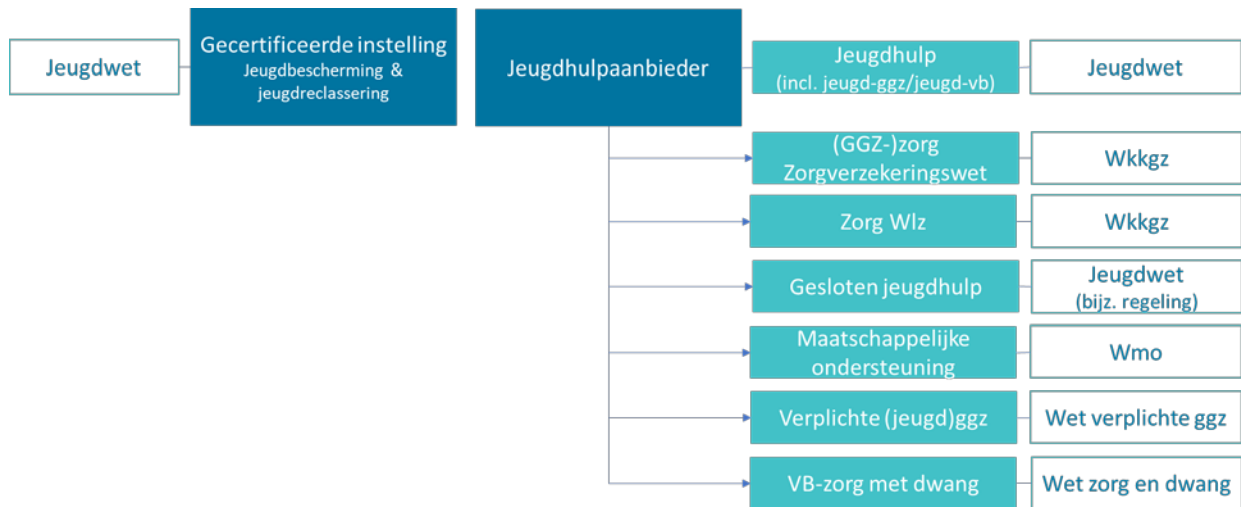 Jeugdwet
Gecertificeerde instelling
Jeugdbescherming &
jeugdreclassering
Jeugdhulpaanbieder
Jeugdhulp
(incl. jeugd-ggz/jeugd-vb)
Jeugdwet
(GGZ-)zorg
Zorgverzekeringswet
Wkkgz
Zorg Wlz
Wkkgz
Gesloten jeugdhulp
Jeugdwet
(bijz. regeling)
Maatschappelijke
ondersteuning
Wmo
Verplichte (jeugd)ggz
Wet verplichte ggz
VB-zorg met dwang
Wet zorg en dwang